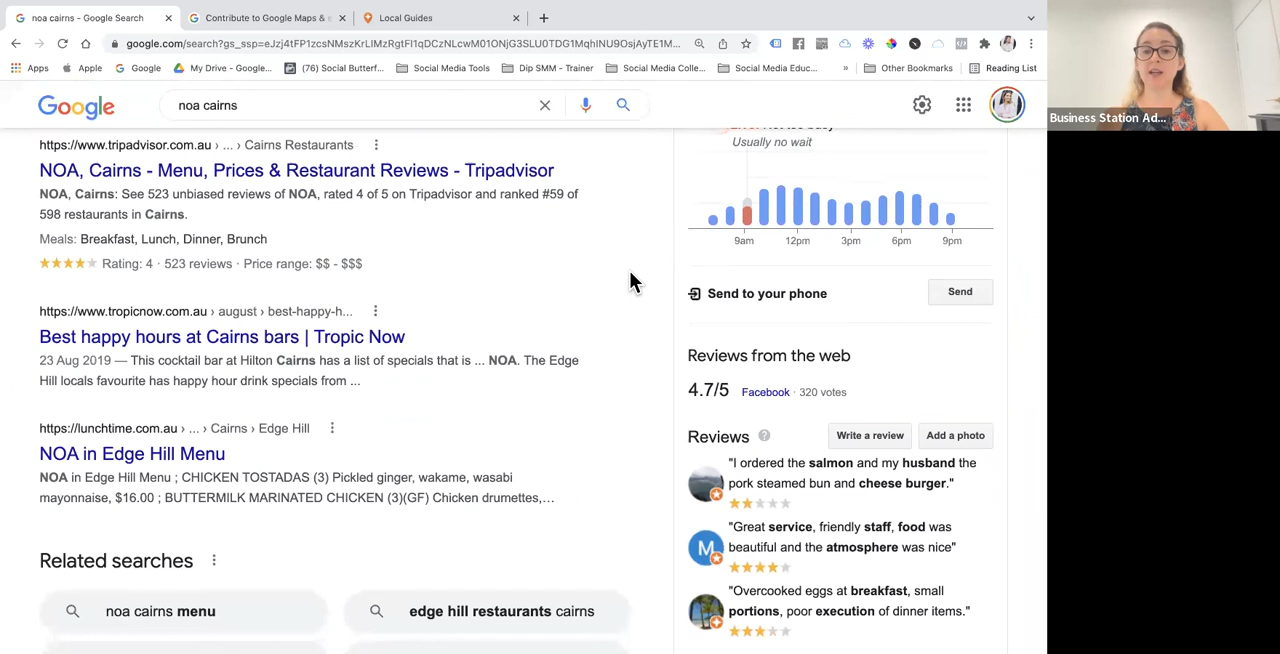 noa cairns - Google Search
Contribute to Google Maps &
Local Guides
google.com/search?gs_ssp=eJzj4tFP1zcsNMszKrLIMzRgtFI1qDCzNLcwM01ONjG3SLU0TDG1MqhINU9OsjAyTE1M...
Apps
Apple
Google
My Drive - Google...
(76) Social Butterf...
Social Media Tools
Dip SMM - Trainer
Social Media Colle...
Social Media Educ...
»
Other Bookmarks
Reading List
Business Station Ad...
Google
noa cairns
https://www.tripadvisor.com.au › ... › Cairns Restaurants
NOA, Cairns - Menu, Prices & Restaurant Reviews - Tripadvisor
NOA, Cairns: See 523 unbiased reviews of NOA, rated 4 of 5 on Tripadvisor and ranked #59 of
598 restaurants in Cairns.
Meals: Breakfast, Lunch, Dinner, Brunch
Rating: 4 · 523 reviews · Price range: $$ - $$$
https://www.tropicnow.com.au › august › best-happy-h...
Best happy hours at Cairns bars | Tropic Now
23 Aug 2019 — This cocktail bar at Hilton Cairns has a list of specials that is ... NOA. The Edge
Hill locals favourite has happy hour drink specials from ...
https://lunchtime.com.au › ... › Cairns › Edge Hill
NOA in Edge Hill Menu
NOA in Edge Hill Menu ; CHICKEN TOSTADAS (3) Pickled ginger, wakame, wasabi
mayonnaise, $16.00 ; BUTTERMILK MARINATED CHICKEN (3)(GF) Chicken drumettes,...
Related searches
noa cairns menu
edge hill restaurants cairns
Usually no wait
9am
12pm
3pm
6pm
9pm
Send to your phone
Send
Reviews from the web
4.7/5
Facebook · 320 votes
Reviews
Write a review
Add a photo
"I ordered the salmon and my husband the
pork steamed bun and cheese burger."
M
"Great service, friendly staff, food was
beautiful and the atmosphere was nice"
"Overcooked eggs at breakfast, small
portions, poor execution of dinner items."